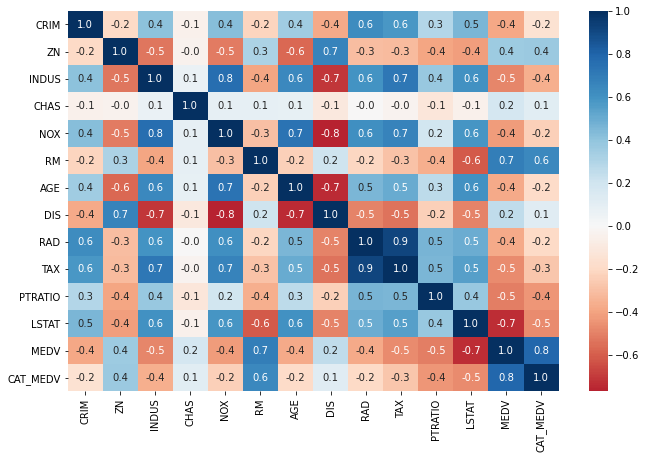 CRIM 1.0 -0.2 0.4 -0.1 0.4 -0.2 0.4 -0.4 0.6 0.6 0.3 0.5 -0.4 -0.2
ZN -0.2 1.0 -0.5 -0.0 -0.5 0.3 -0.6 0.7 -0.3 -0.3 -0.4 -0.4 0.4 0.4
INDUS 0.4 -0.5 1.0 0.1 0.8 -0.4 0.6 -0.7 0.6 0.7 0.4 0.6 -0.5 -0.4
CHAS -0.1 -0.0 0.1 1.0 0.1 0.1 0.1 -0.1 -0.0 -0.0 -0.1 -0.1 0.2 0.1
NOX 0.4 -0.5 0.8 0.1 1.0 -0.3 0.7 -0.8 0.6 0.7 0.2 0.6 -0.4 -0.2
RM -0.2 0.3 -0.4 0.1 -0.3 1.0 -0.2 0.2 -0.2 -0.3 -0.4 -0.6 0.7 0.6
AGE 0.4 -0.6 0.6 0.1 0.7 -0.2 1.0 -0.7 0.5 0.5 0.3 0.6 -0.4 -0.2
DIS -0.4 0.7 -0.7 -0.1 -0.8 0.2 -0.7 1.0 -0.5 -0.5 -0.2 -0.5 0.2 0.1
RAD 0.6 -0.3 0.6 -0.0 0.6 -0.2 0.5 -0.5 1.0 0.9 0.5 0.5 -0.4 -0.2
TAX 0.6 -0.3 0.7 -0.0 0.7 -0.3 0.5 -0.5 0.9 1.0 0.5 0.5 -0.5 -0.3
PTRATIO 0.3 -0.4 0.4 -0.1 0.2 -0.4 0.3 -0.2 0.5 0.5 1.0 0.4 -0.5 -0.4
LSTAT 0.5 -0.4 0.6 -0.1 0.6 -0.6 0.6 -0.5 0.5 0.5 0.4 1.0 -0.7 -0.5
MEDV -0.4 0.4 -0.5 0.2 -0.4 0.7 -0.4 0.2 -0.4 -0.5 -0.5 -0.7 1.0 0.8
CAT_MEDV -0.2 0.4 -0.4 0.1 -0.2 0.6 -0.2 0.1 -0.2 -0.3 -0.4 -0.5 0.8 1.0
CRIM ZN INDUS CHAS NOX RM AGE DIS RAD TAX PTRATIO LSTAT MEDV CAT_MEDV
1.0
0.8
0.6
0.4
0.2
0.0
−0.2
−0.4
−0.6